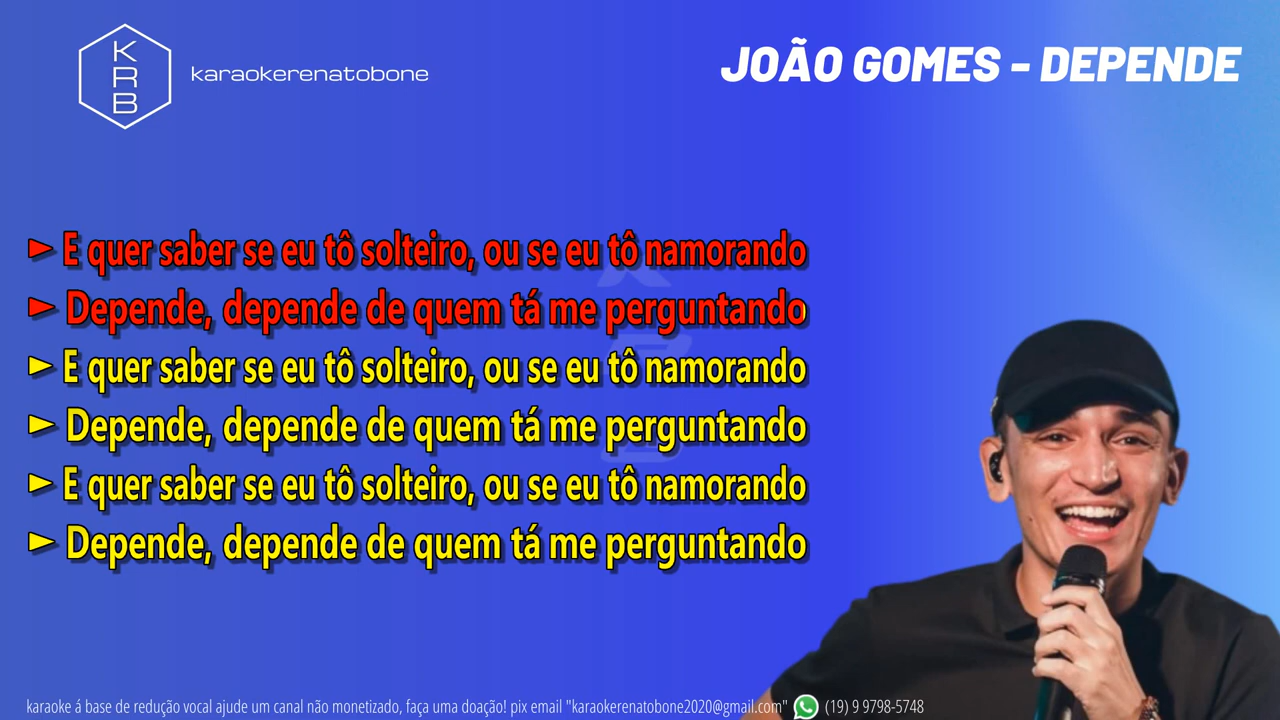 K
R
B
karaokerenatobone
JOÃO GOMES - DEPENDE
► E quer saber se eu tô solteiro, ou se eu tô namorando
► Depende, depende de quem tá me perguntando
► E quer saber se eu tô solteiro, ou se eu tô namorando
► Depende, depende de quem tá me perguntando
► E quer saber se eu tô solteiro, ou se eu tô namorando
► Depende, depende de quem tá me perguntando
karaoke á base de redução vocal ajude um canal não monetizado, faça uma doação! pix email "karaokerenatobone2020@gmail.com" (19) 9 9798-5748